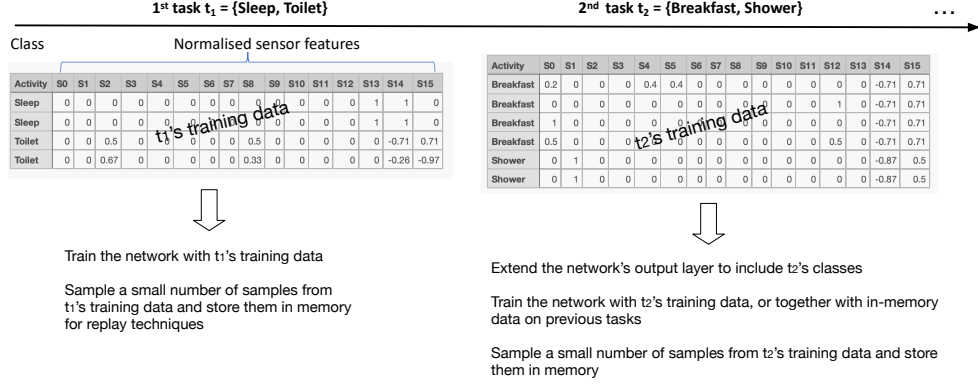 1st task t1 = {Sleep, Toilet}
2nd task t2 = {Breakfast, Shower}
...
Class
Normalised sensor features
Activity S0 S1 S2 S3 S4 S5 S6 S7 S8 S9 S10 S11 S12 S13 S14 S15
Sleep 0 0 0 0 0 0 0 0 0 0 0 0 0 1 1 0
Sleep 0 0 0 0 0 0 0 0 0 0 0 0 0 1 1 0
Toilet 0 0 0.5 0 0 0 0 0 0.5 0 0 0 0 0 -0.71 0.71
Toilet 0 0 0.67 0 0 0 0 0 0.33 0 0 0 0 0 -0.26 -0.97
t1's training data
Train the network with t1's training data
Sample a small number of samples from
t1's training data and store them in memory
for replay techniques
Activity S0 S1 S2 S3 S4 S5 S6 S7 S8 S9 S10 S11 S12 S13 S14 S15
Breakfast 0.2 0 0 0 0.4 0.4 0 0 0 0 0 0 0 0 -0.71 0.71
Breakfast 0 0 0 0 0 0 0 0 0 0 0 0 1 0 -0.71 0.71
Breakfast 1 0 0 0 0 0 0 0 0 0 0 0 0 0 -0.71 0.71
Breakfast 0.5 0 0 0 0 0 0 0 0 0 0 0 0.5 0 -0.71 0.71
Shower 0 1 0 0 0 0 0 0 0 0 0 0 0 0 -0.87 0.5
Shower 0 1 0 0 0 0 0 0 0 0 0 0 0 0 -0.87 0.5
t2's training data
Extend the network's output layer to include t2's classes
Train the network with t2's training data, or together with in-memory
data on previous tasks
Sample a small number of samples from t2's training data and store
them in memory